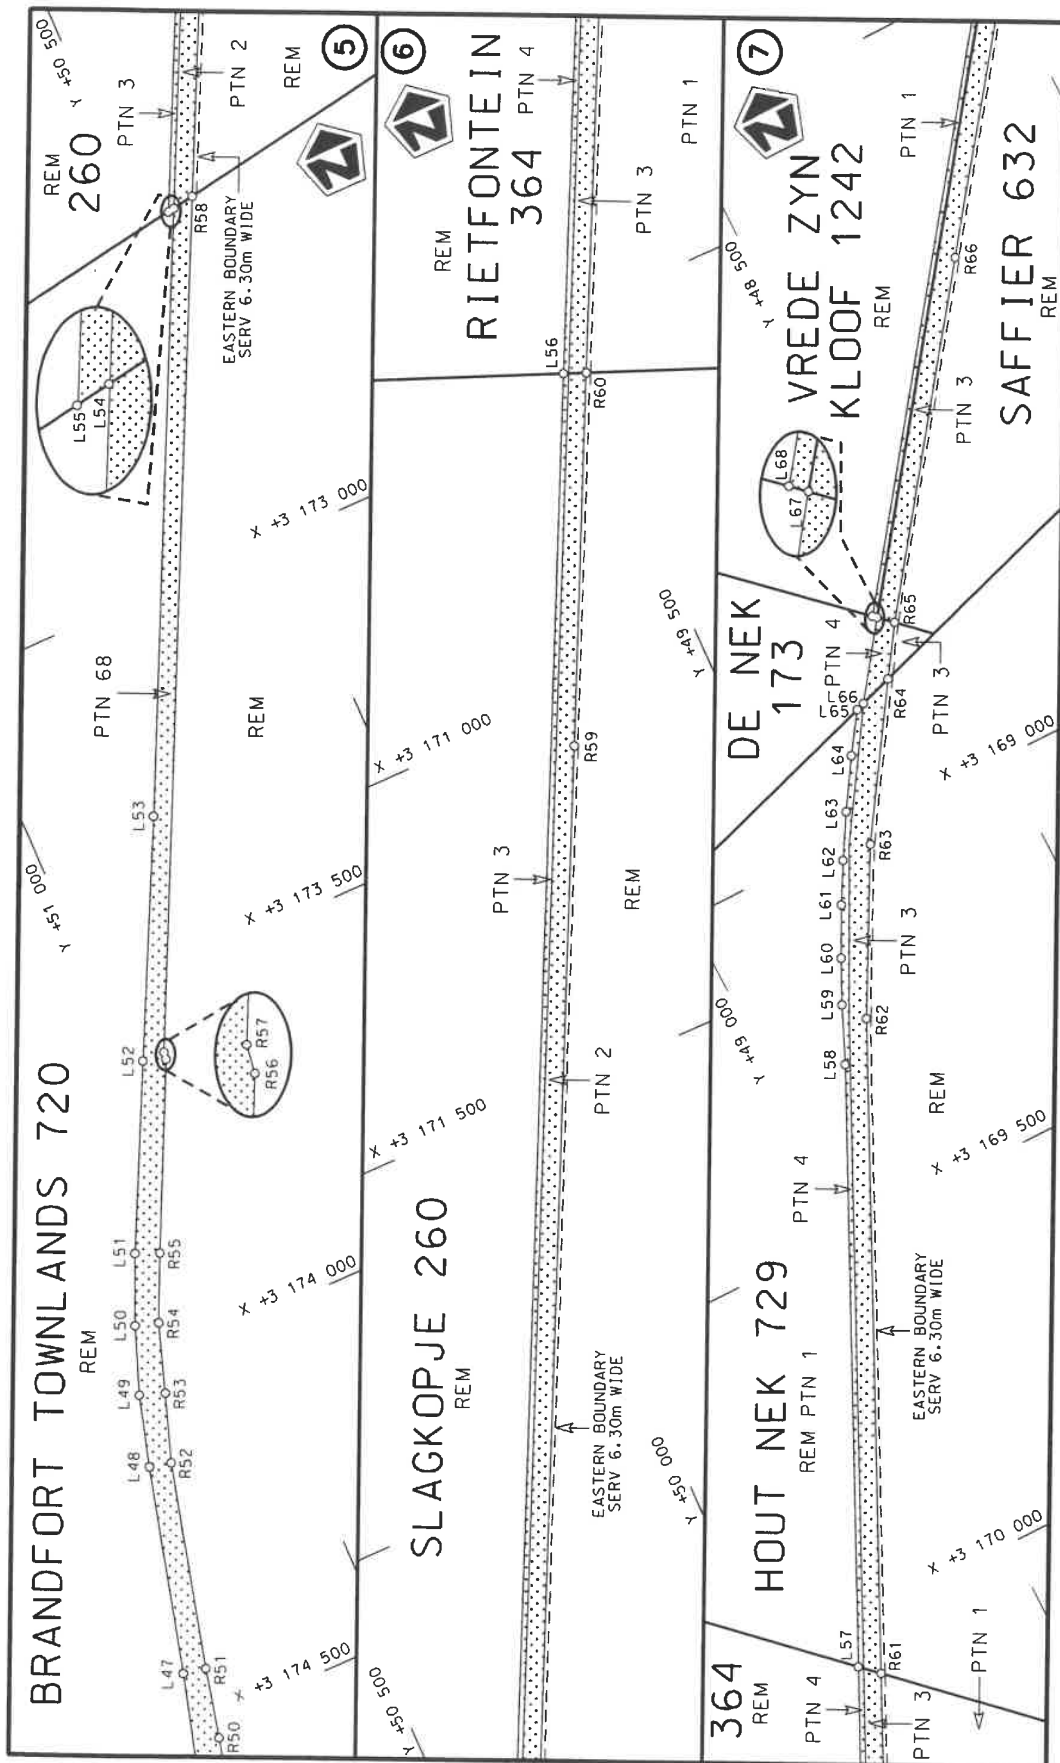 BRANDFORT TOWNLANDS 720
REM
Y +51 000
PTN 68
REM
L47
L48
L49
L50
L51
L52
L53
R50
R51
R52
R53
R54
R55
R56
R57
X +3 174 500
X +3 174 000
X +3 173 500
X +3 173 000
L55
L54
R58
EASTERN BOUNDARY
SERV 6.30m WIDE
REM
260
Y +50 500
PTN 3
PTN 2
REM
5
SLAGKOPJE 260
REM
Y +50 500
Y +50 000
Y +49 500
EASTERN BOUNDARY
SERV 6.30m WIDE
X +3 171 500
X +3 171 000
PTN 2
PTN 3
REM
R59
L56
R60
REM
RIETFONTEIN
364
PTN 4
PTN 3
PTN 1
6
364
REM
PTN 4
PTN 3
PTN 1
L57
R61
HOUT NEK 729
REM PTN 1
PTN 4
EASTERN BOUNDARY
SERV 6.30m WIDE
REM
X +3 170 000
X +3 169 500
X +3 169 000
Y +49 000
Y +48 500
L58
L59
L60
L61
L62
L63
L64
L65
L66
R62
R63
R64
R65
PTN 3
DE NEK
173
PTN 4
PTN 3
L67
L68
VREDE ZYN
KLOOF 1242
REM
PTN 1
PTN 3
R66
SAFFIER 632
REM
7